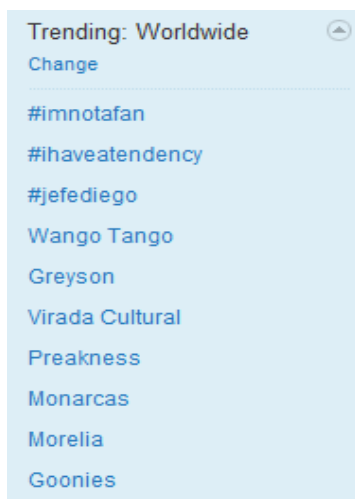 Trending: Worldwide
Change
#imnotafan
#ihaveatendency
#jefediego
Wango Tango
Greyson
Virada Cultural
Preakness
Monarcas
Morelia
Goonies